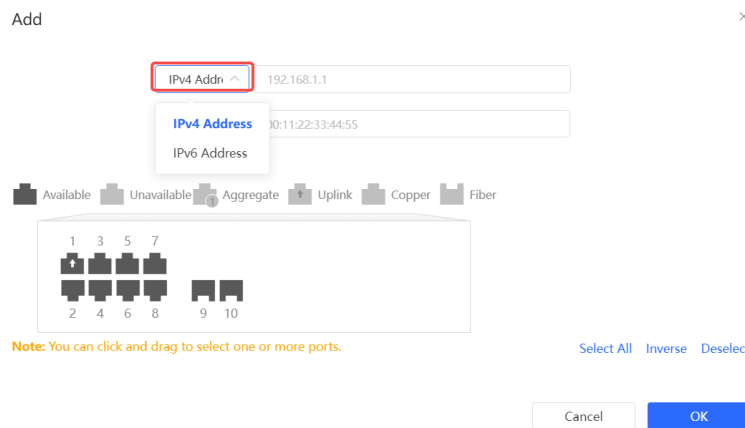 Add
IPv4 Addr 192.168.1.1
IPv4 Address 00:11:22:33:44:55
IPv6 Address
Available Unavailable 1 Aggregate Uplink Copper Fiber
1 3 5 7
2 4 6 8 9 10
Note: You can click and drag to select one or more ports.
Select All Inverse Deselec
Cancel OK